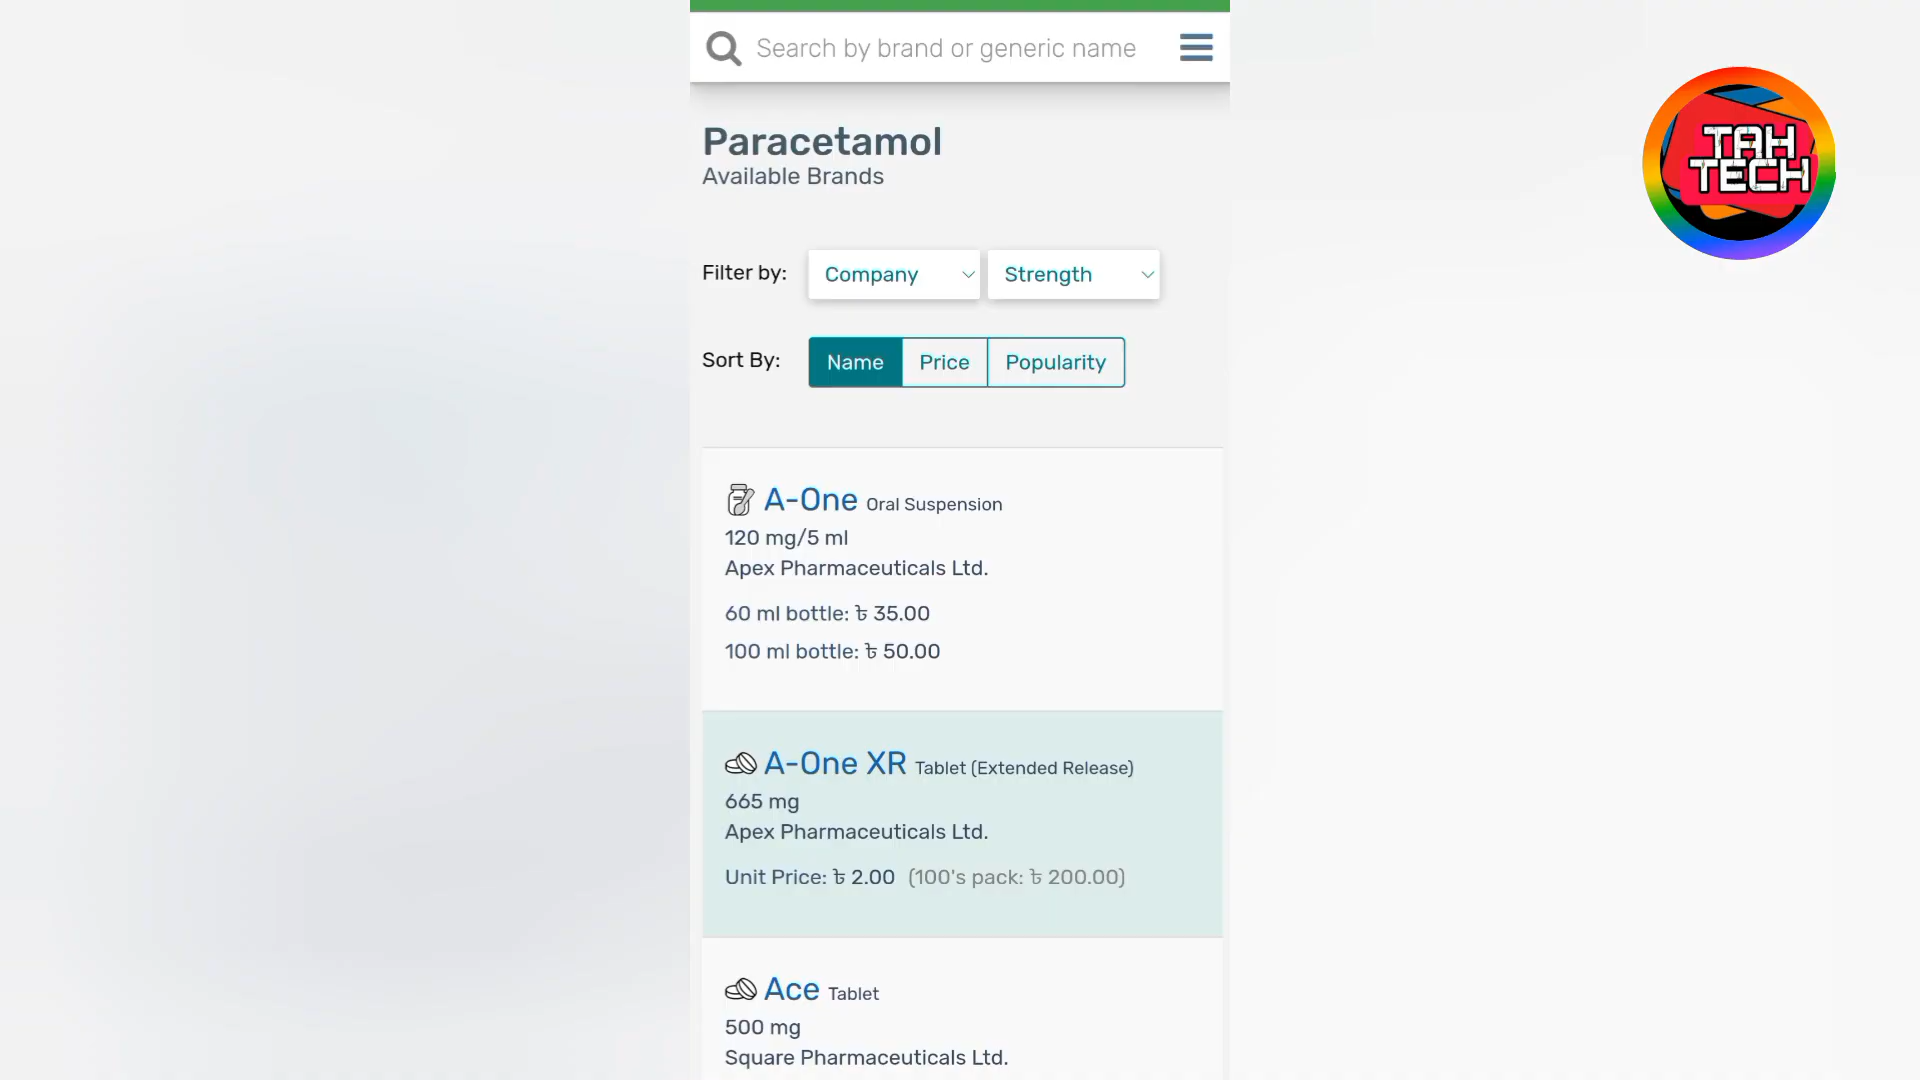 Search by brand or generic name
TAH
TECH
Paracetamol
Available Brands
Filter by: Company Strength
Sort By: Name Price Popularity
A-One Oral Suspension
120 mg/5 ml
Apex Pharmaceuticals Ltd.
60 ml bottle: ৳ 35.00
100 ml bottle: ৳ 50.00
A-One XR Tablet (Extended Release)
665 mg
Apex Pharmaceuticals Ltd.
Unit Price: ৳ 2.00 (100's pack: ৳ 200.00)
Ace Tablet
500 mg
Square Pharmaceuticals Ltd.